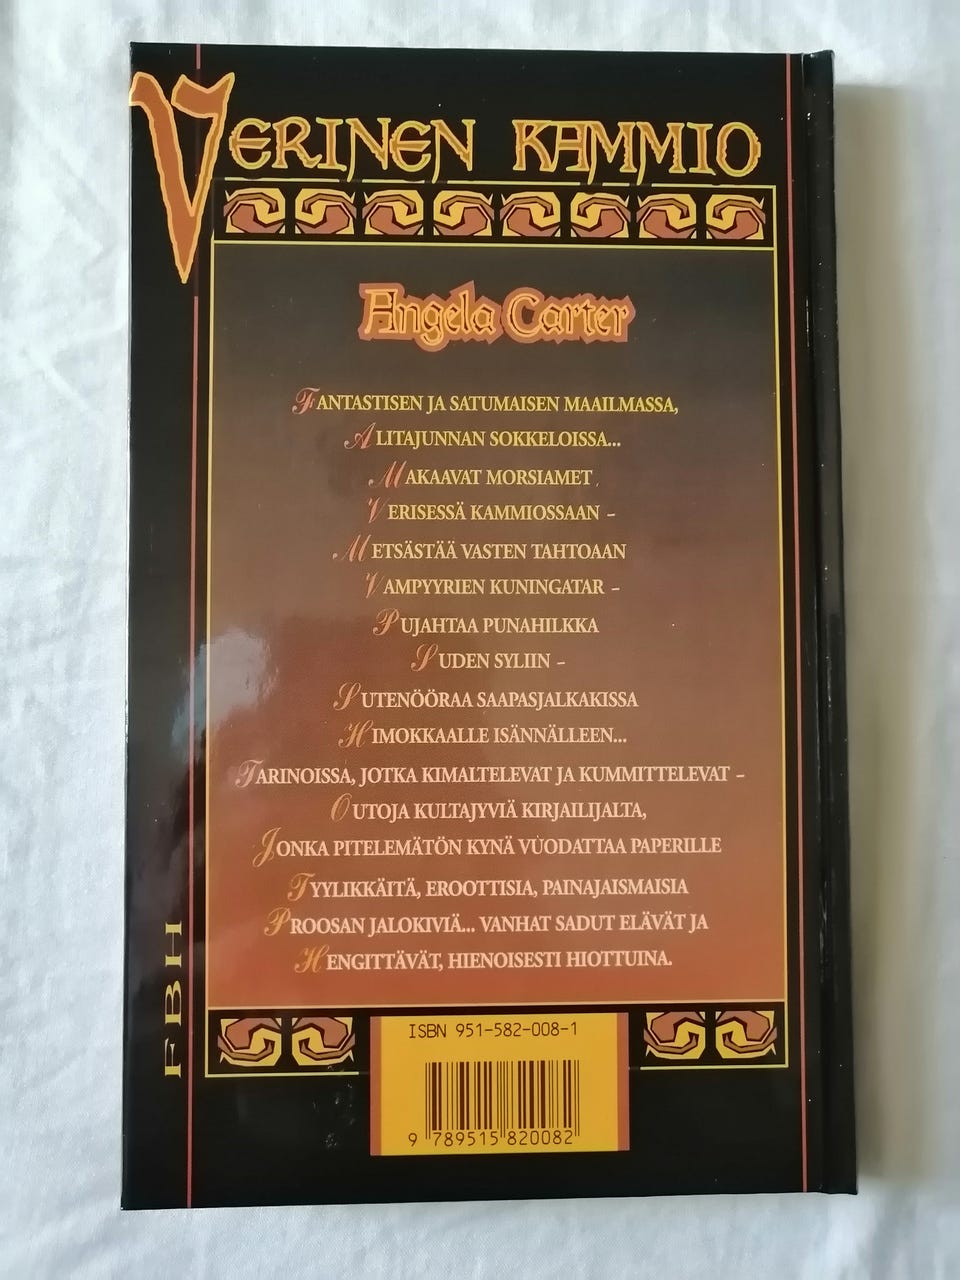 VERINEN KAMMIO
Angela Carter
FANTASTISEN JA SATUMAISEN MAAILMASSA,
ALITAJUNNAN SOKKELOISSA...
MAKAAVAT MORSIAMET
VERISESSÄ KAMMIOSSAAN –
METSÄSTÄÄ VASTEN TAHTOAAN
VAMPYYRIEN KUNINGATAR –
PUJAHTAA PUNAHILKKA
SUDEN SYLIIN –
SUTENÖÖRAA SAAPASJALKAKISSA
HIMOKKAALLE ISÄNNÄLLEEN...
TARINOISSA, JOTKA KIMALTELEVAT JA KUMMITTELEVAT –
OUTOJA KULTAJYVIÄ KIRJAILIJALTA,
JONKA PITELEMÄTÖN KYNÄ VUODATTAA PAPERILLE
TYYLIKKÄITÄ, EROOTTISIA, PAINAJAISMAISIA
PROOSAN JALOKIVIÄ... VANHAT SADUT ELÄVÄT JA
HENGITTÄVÄT, HIENOISESTI HIOTTUINA.
FBH
ISBN 951-582-008-1
9 789515 820082